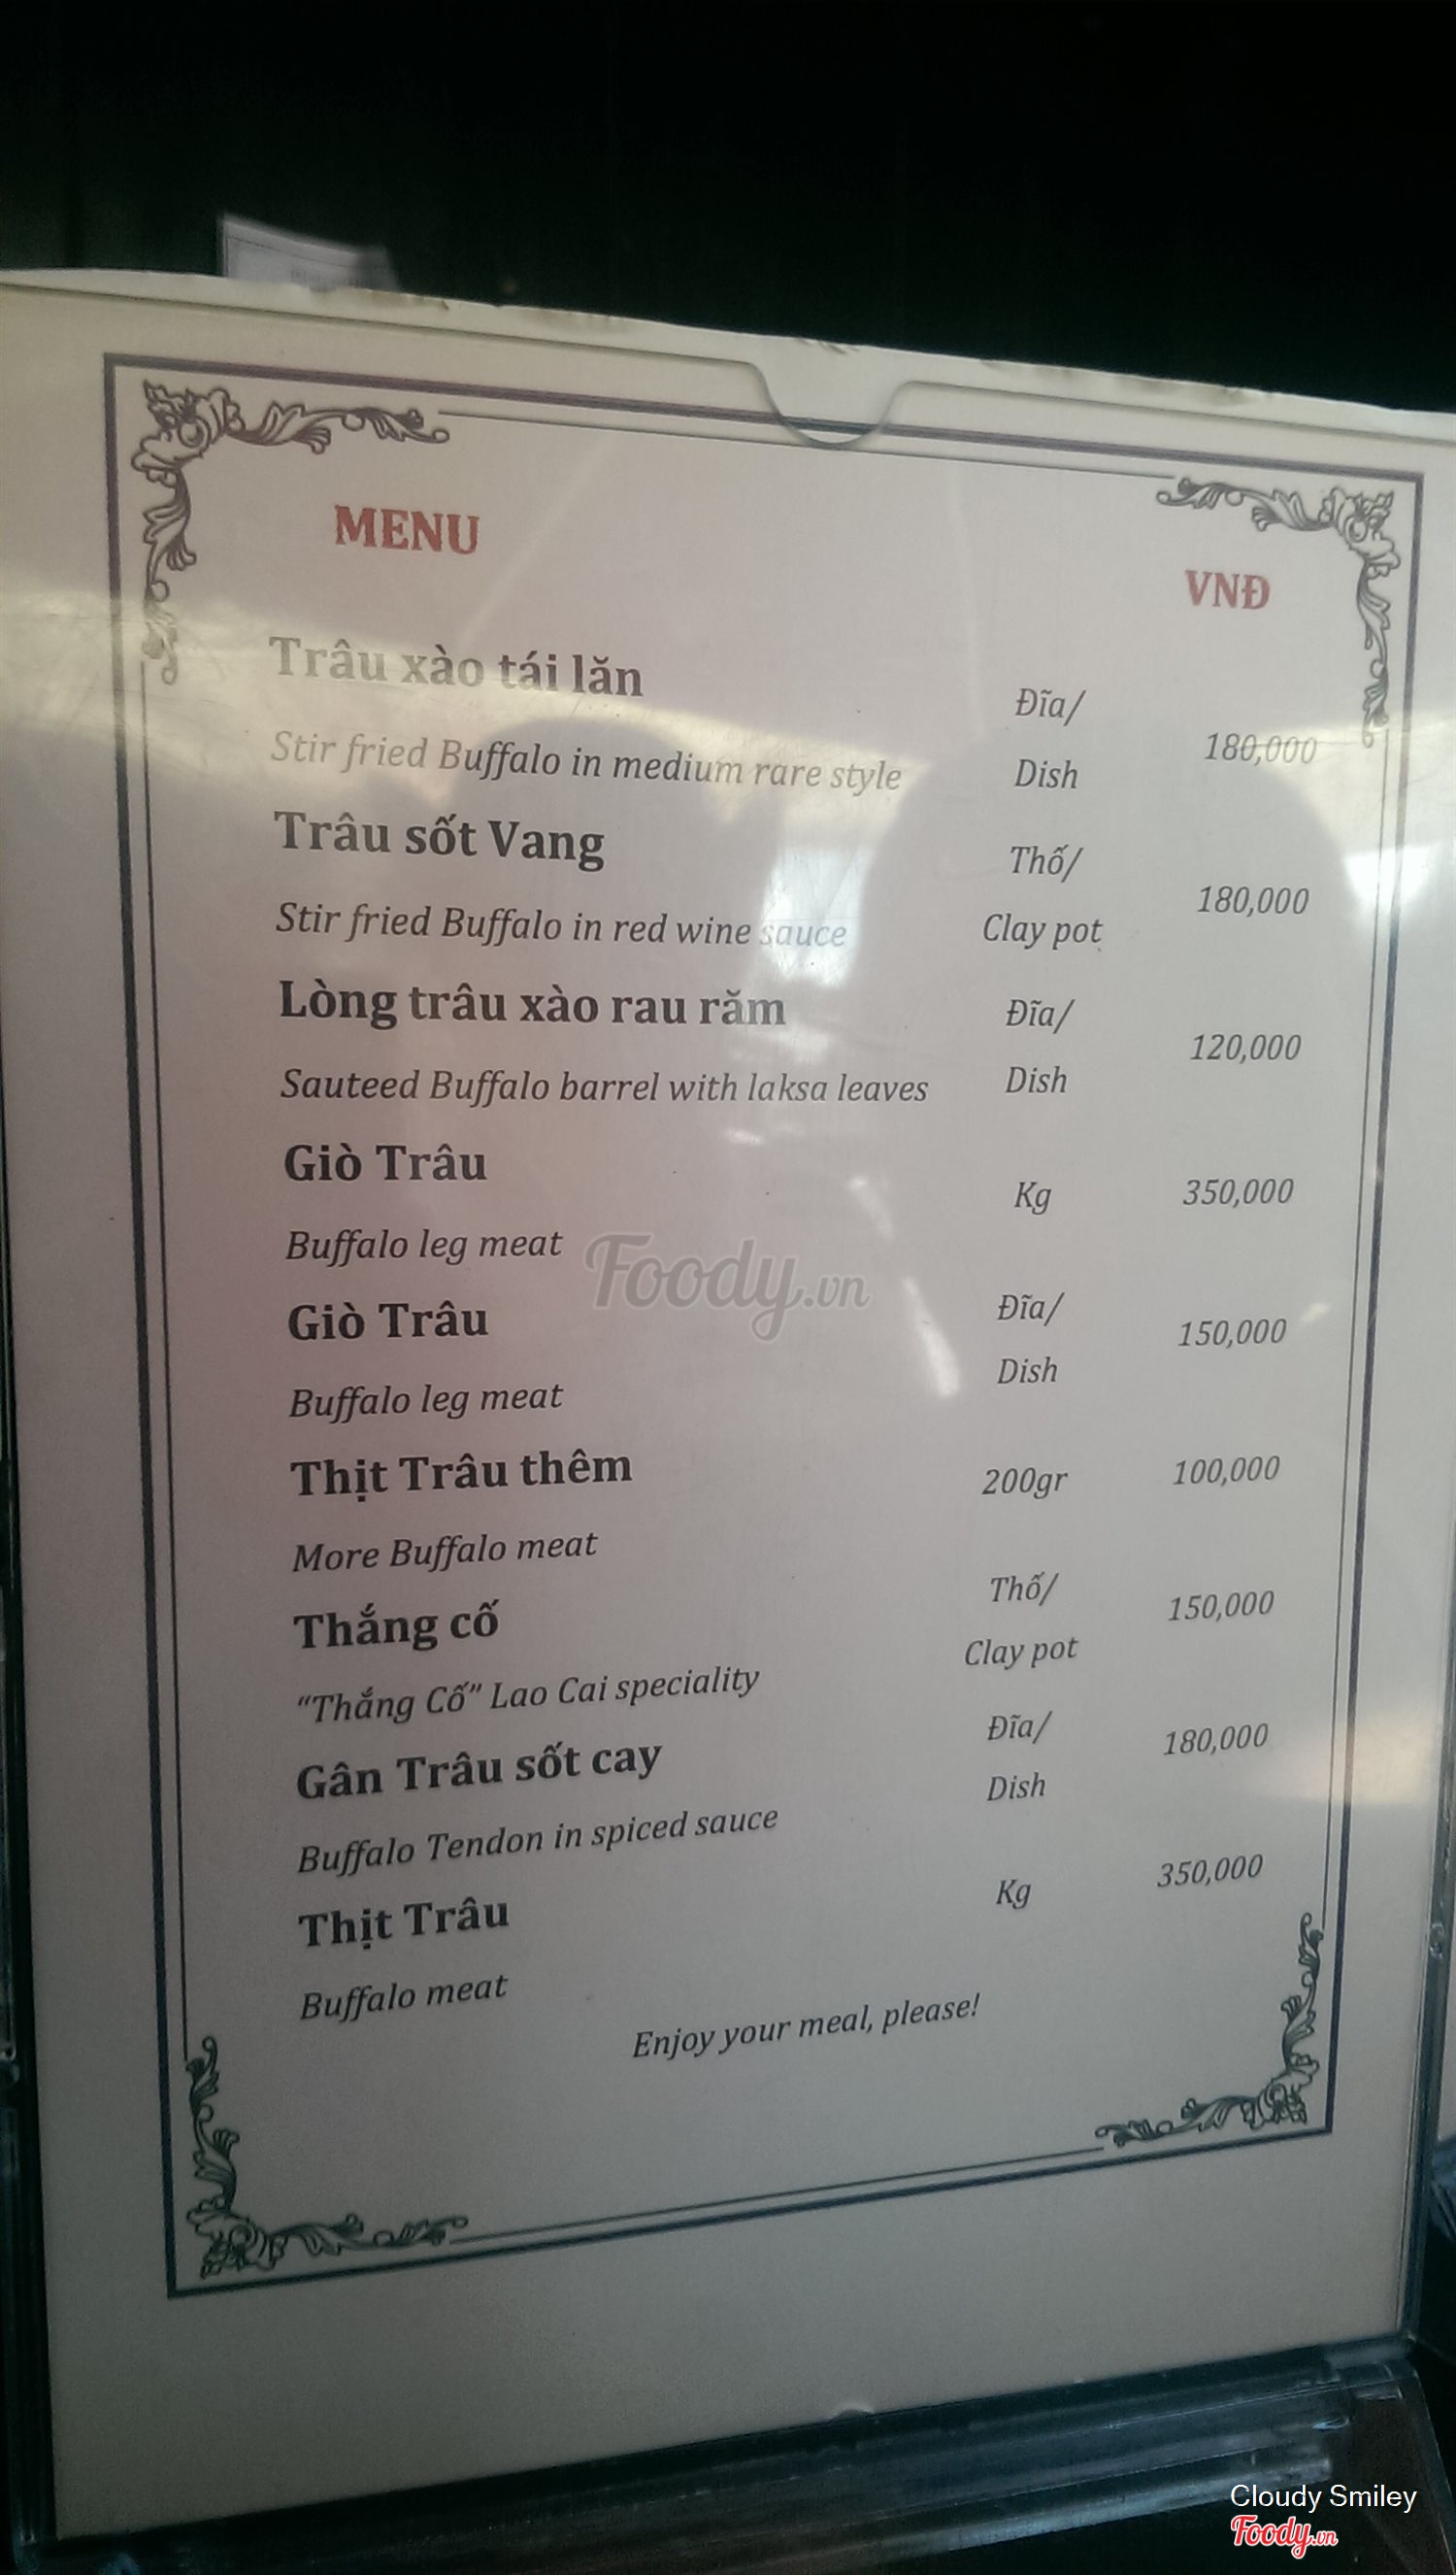 MENU
VNĐ
Trâu xào tái lăn
Đĩa/
Stir fried Buffalo in medium rare style
Dish
180,000
Trâu sốt Vang
Thố/
Stir fried Buffalo in red wine sauce
Clay pot
180,000
Lòng trâu xào rau răm
Đĩa/
Sauteed Buffalo barrel with laksa leaves
Dish
120,000
Giò Trâu
Kg
350,000
Buffalo leg meat
Foody.vn
Giò Trâu
Đĩa/
Dish
150,000
Buffalo leg meat
Thịt Trâu thêm
200gr
100,000
More Buffalo meat
Thắng cố
Thố/
Clay pot
150,000
"Thắng Cố" Lao Cai speciality
Gân Trâu sốt cay
Đĩa/
Dish
180,000
Buffalo Tendon in spiced sauce
Thịt Trâu
Kg
350,000
Buffalo meat
Enjoy your meal, please!
Cloudy Smiley
Foody.vn